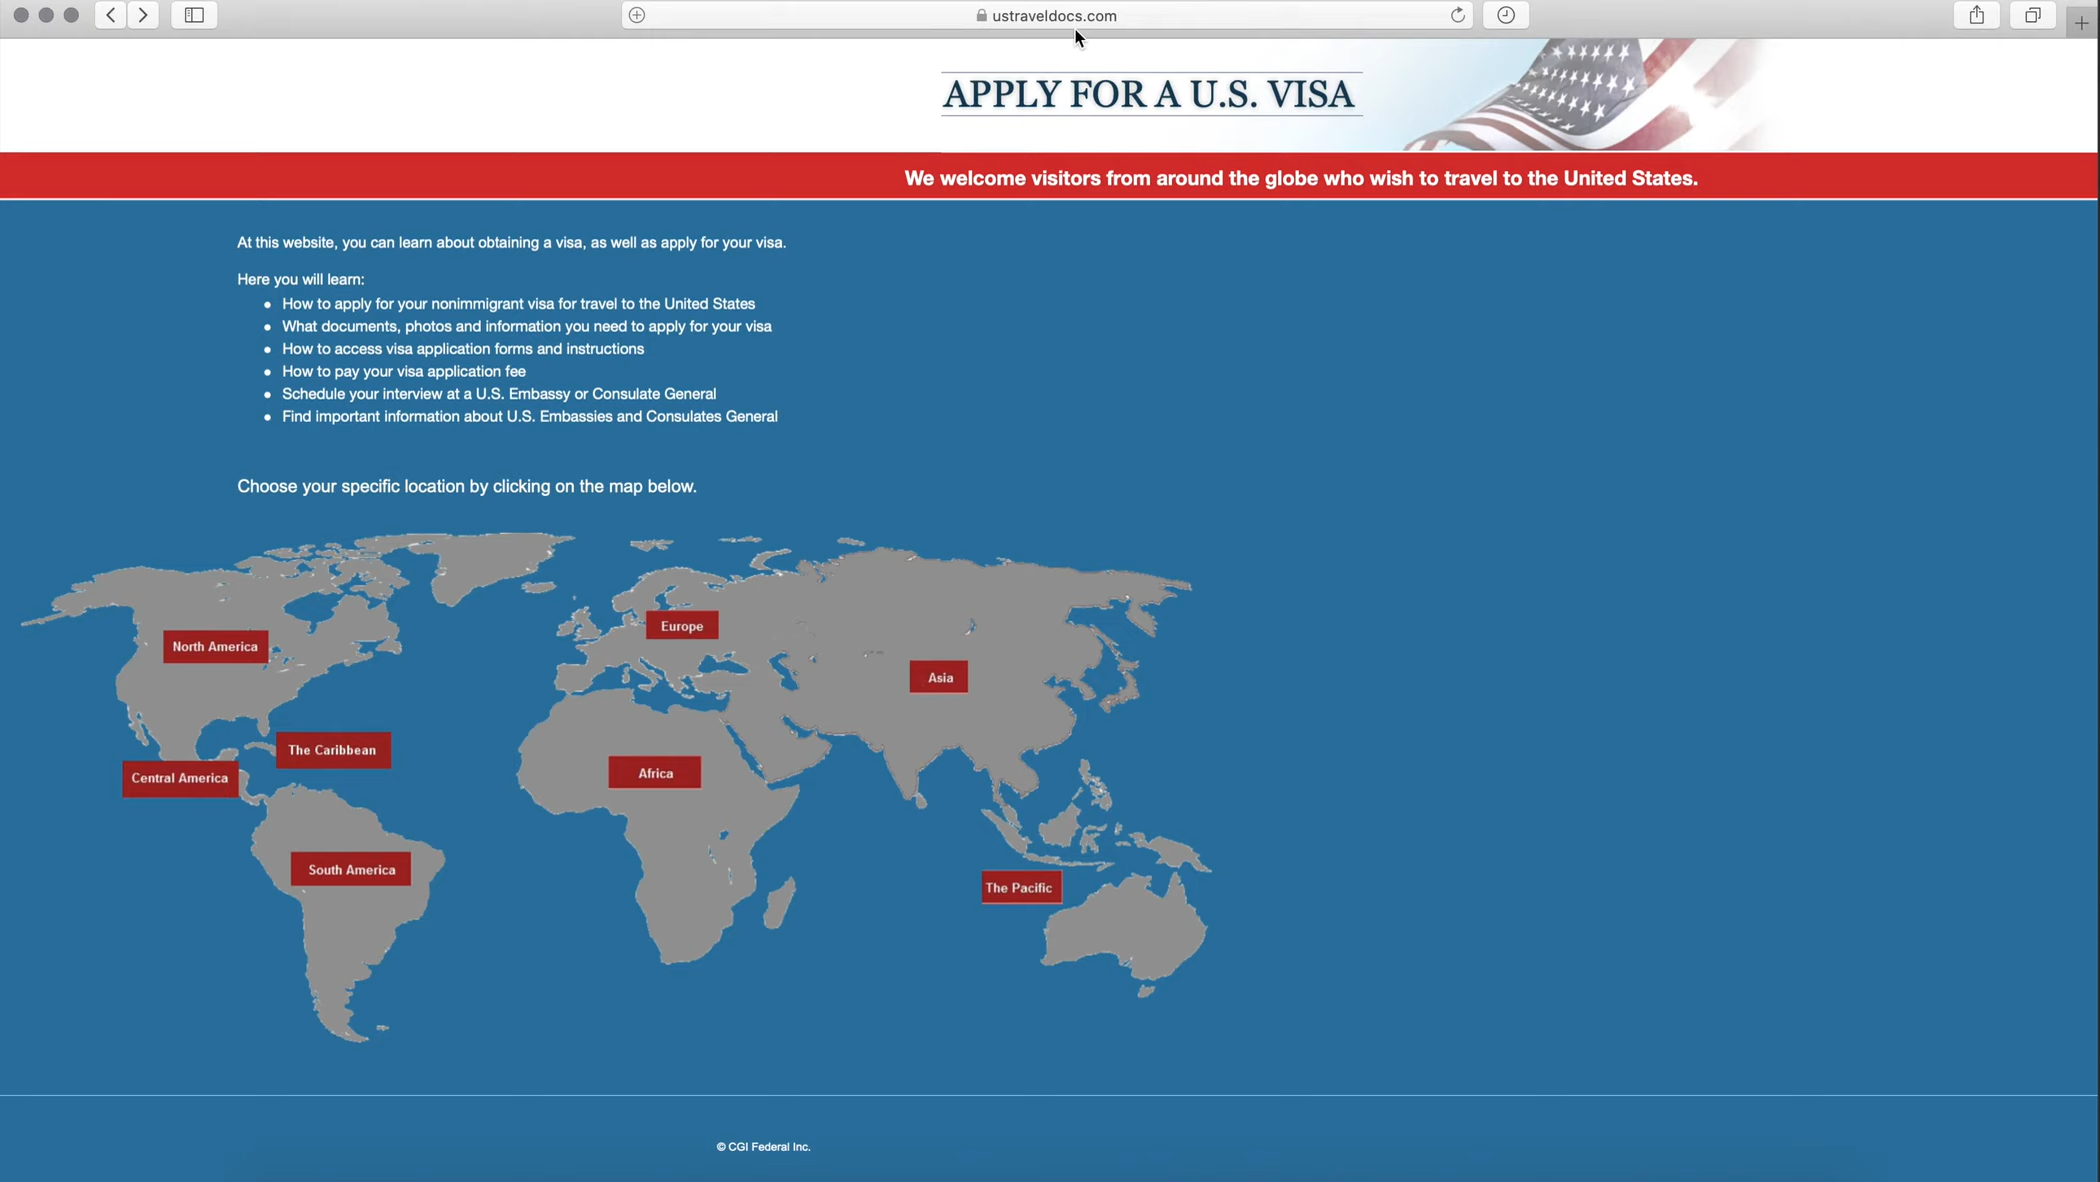 ustraveldocs.com
APPLY FOR A U.S. VISA
We welcome visitors from around the globe who wish to travel to the United States.
At this website, you can learn about obtaining a visa, as well as apply for your visa.
Here you will learn:
• How to apply for your nonimmigrant visa for travel to the United States
• What documents, photos and information you need to apply for your visa
• How to access visa application forms and instructions
• How to pay your visa application fee
• Schedule your interview at a U.S. Embassy or Consulate General
• Find important information about U.S. Embassies and Consulates General
Choose your specific location by clicking on the map below.
Europe
North America
Asia
The Caribbean
Central America
Africa
South America
The Pacific
© CGI Federal Inc.